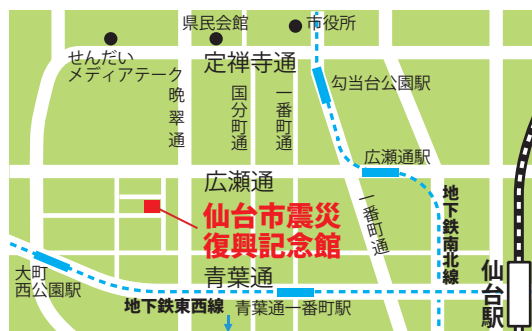 県民会館
市役所
せんだい
メディアテーク
定禅寺通
勾当台公園駅
晩翠通
国分町通
一番町通
広瀬通駅
広瀬通
一番町通
地下鉄南北線
仙台市震災
復興記念館
大町
西公園駅
青葉通
仙台駅
地下鉄東西線
青葉通一番町駅